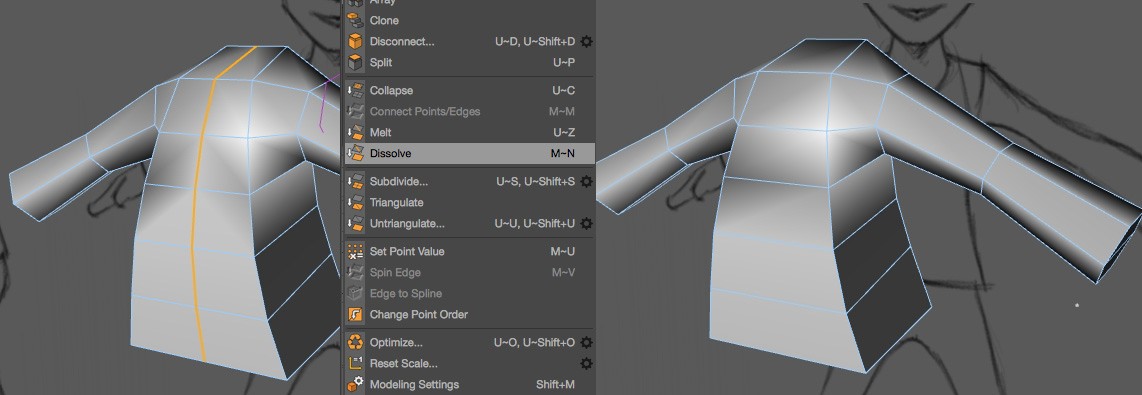 Array
Clone
Disconnect... U~D, U~Shift+D
Split U~P
Collapse U~C
Connect Points/Edges M~M
Melt U~Z
Dissolve M~N
Subdivide... U~S, U~Shift+S
Triangulate
Untriangulate... U~U, U~Shift+U
Set Point Value M~U
Spin Edge M~V
Edge to Spline
Change Point Order
Optimize... U~O, U~Shift+O
Reset Scale...
Modeling Settings Shift+M